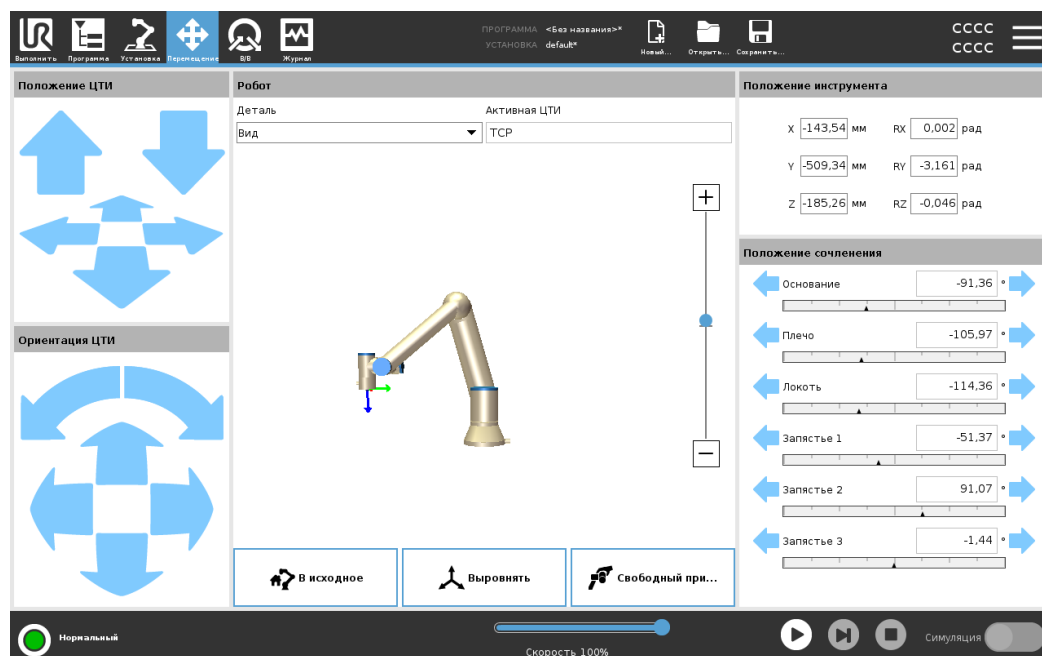 ПРОГРАММА <Без названия>*
УСТАНОВКА default*
CCCC
CCCC
Выполнить Программа Установка Перемещение В/В Журнал
Новый... Открыть... Сохранить...
Положение ЦТИ
Робот
Положение инструмента
Деталь
Активная ЦТИ
Вид
TCP
X -143,54 мм RX 0,002 рад
Y -509,34 мм RY -3,161 рад
Z -185,26 мм RZ -0,046 рад
Положение сочленения
Основание -91,36 °
Плечо -105,97 °
Локоть -114,36 °
Запястье 1 -51,37 °
Запястье 2 91,07 °
Запястье 3 -1,44 °
Ориентация ЦТИ
В исходное
Выровнять
Свободный при...
Нормальный
Скорость 100%
Симуляция